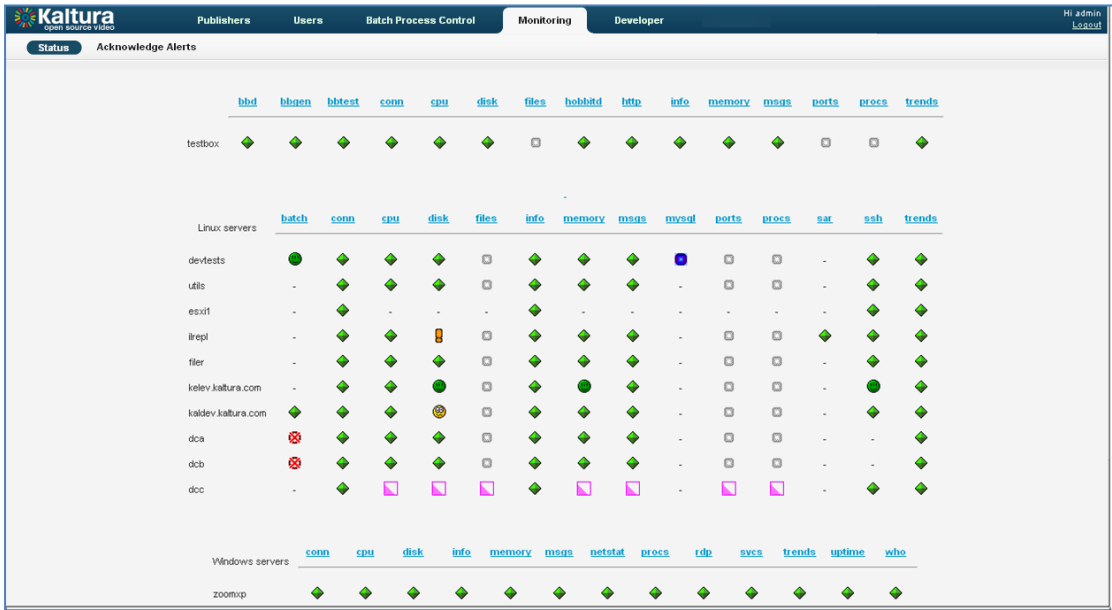 Kaltura
open source video
Publishers Users Batch Process Control Monitoring Developer
Hi admin
Logout
Status Acknowledge Alerts
bbd bbgen bbtest conn cpu disk files hobbitd http info memory msgs ports procs trends
testbox
-
batch conn cpu disk files info memory msgs mysql ports procs sar ssh trends
Linux servers
devtests -
utils - - -
esxi1 - - - - - - - - - -
ilrepl - -
filer - - -
kelev.kaltura.com - - -
kaldev.kaltura.com - -
dca - - -
dcb - - -
dcc - - -
conn cpu disk info memory msgs netstat procs rdp svcs trends uptime who
Windows servers
zoomxp